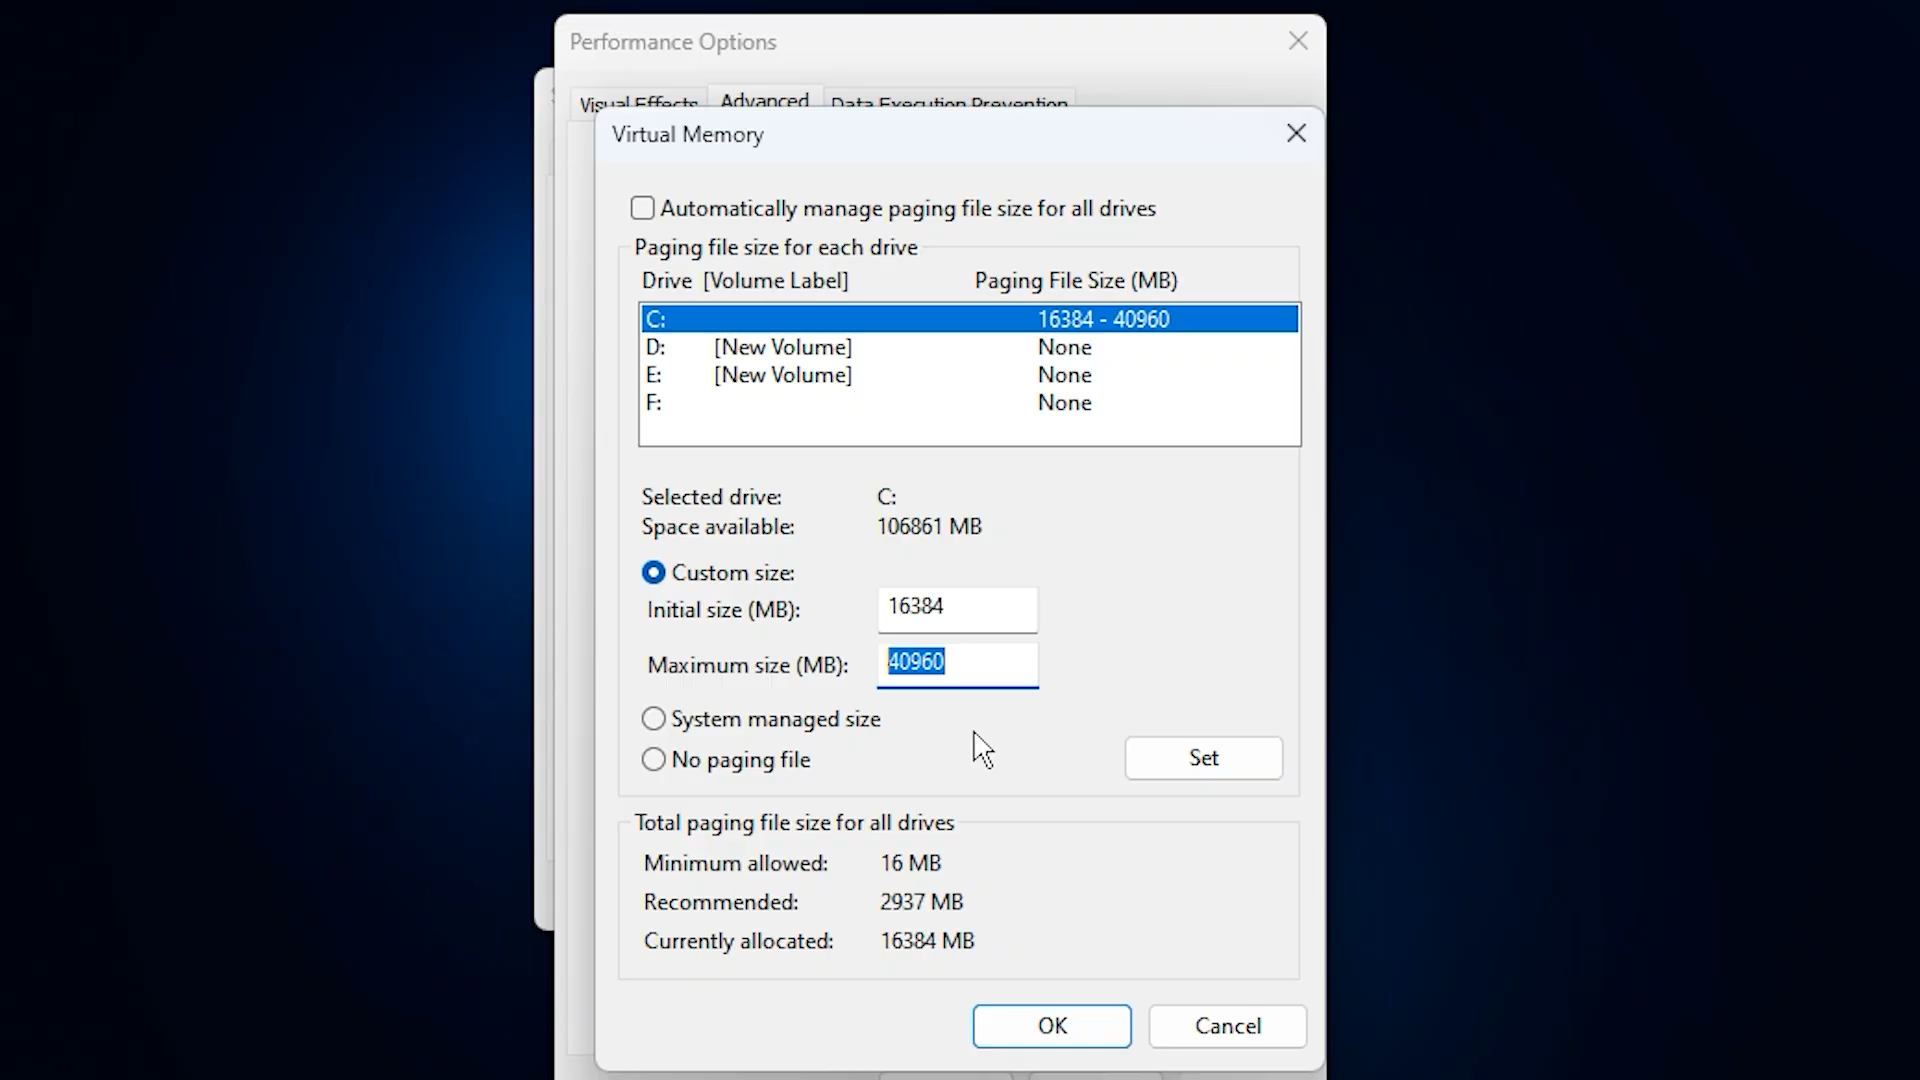 Performance Options
Visual Effects Advanced Data Execution Prevention
Virtual Memory
Automatically manage paging file size for all drives
Paging file size for each drive
Drive [Volume Label] Paging File Size (MB)
C: 16384 - 40960
D: [New Volume] None
E: [New Volume] None
F: None
Selected drive: C:
Space available: 106861 MB
Custom size:
Initial size (MB): 16384
Maximum size (MB): 40960
System managed size
No paging file Set
Total paging file size for all drives
Minimum allowed: 16 MB
Recommended: 2937 MB
Currently allocated: 16384 MB
OK Cancel